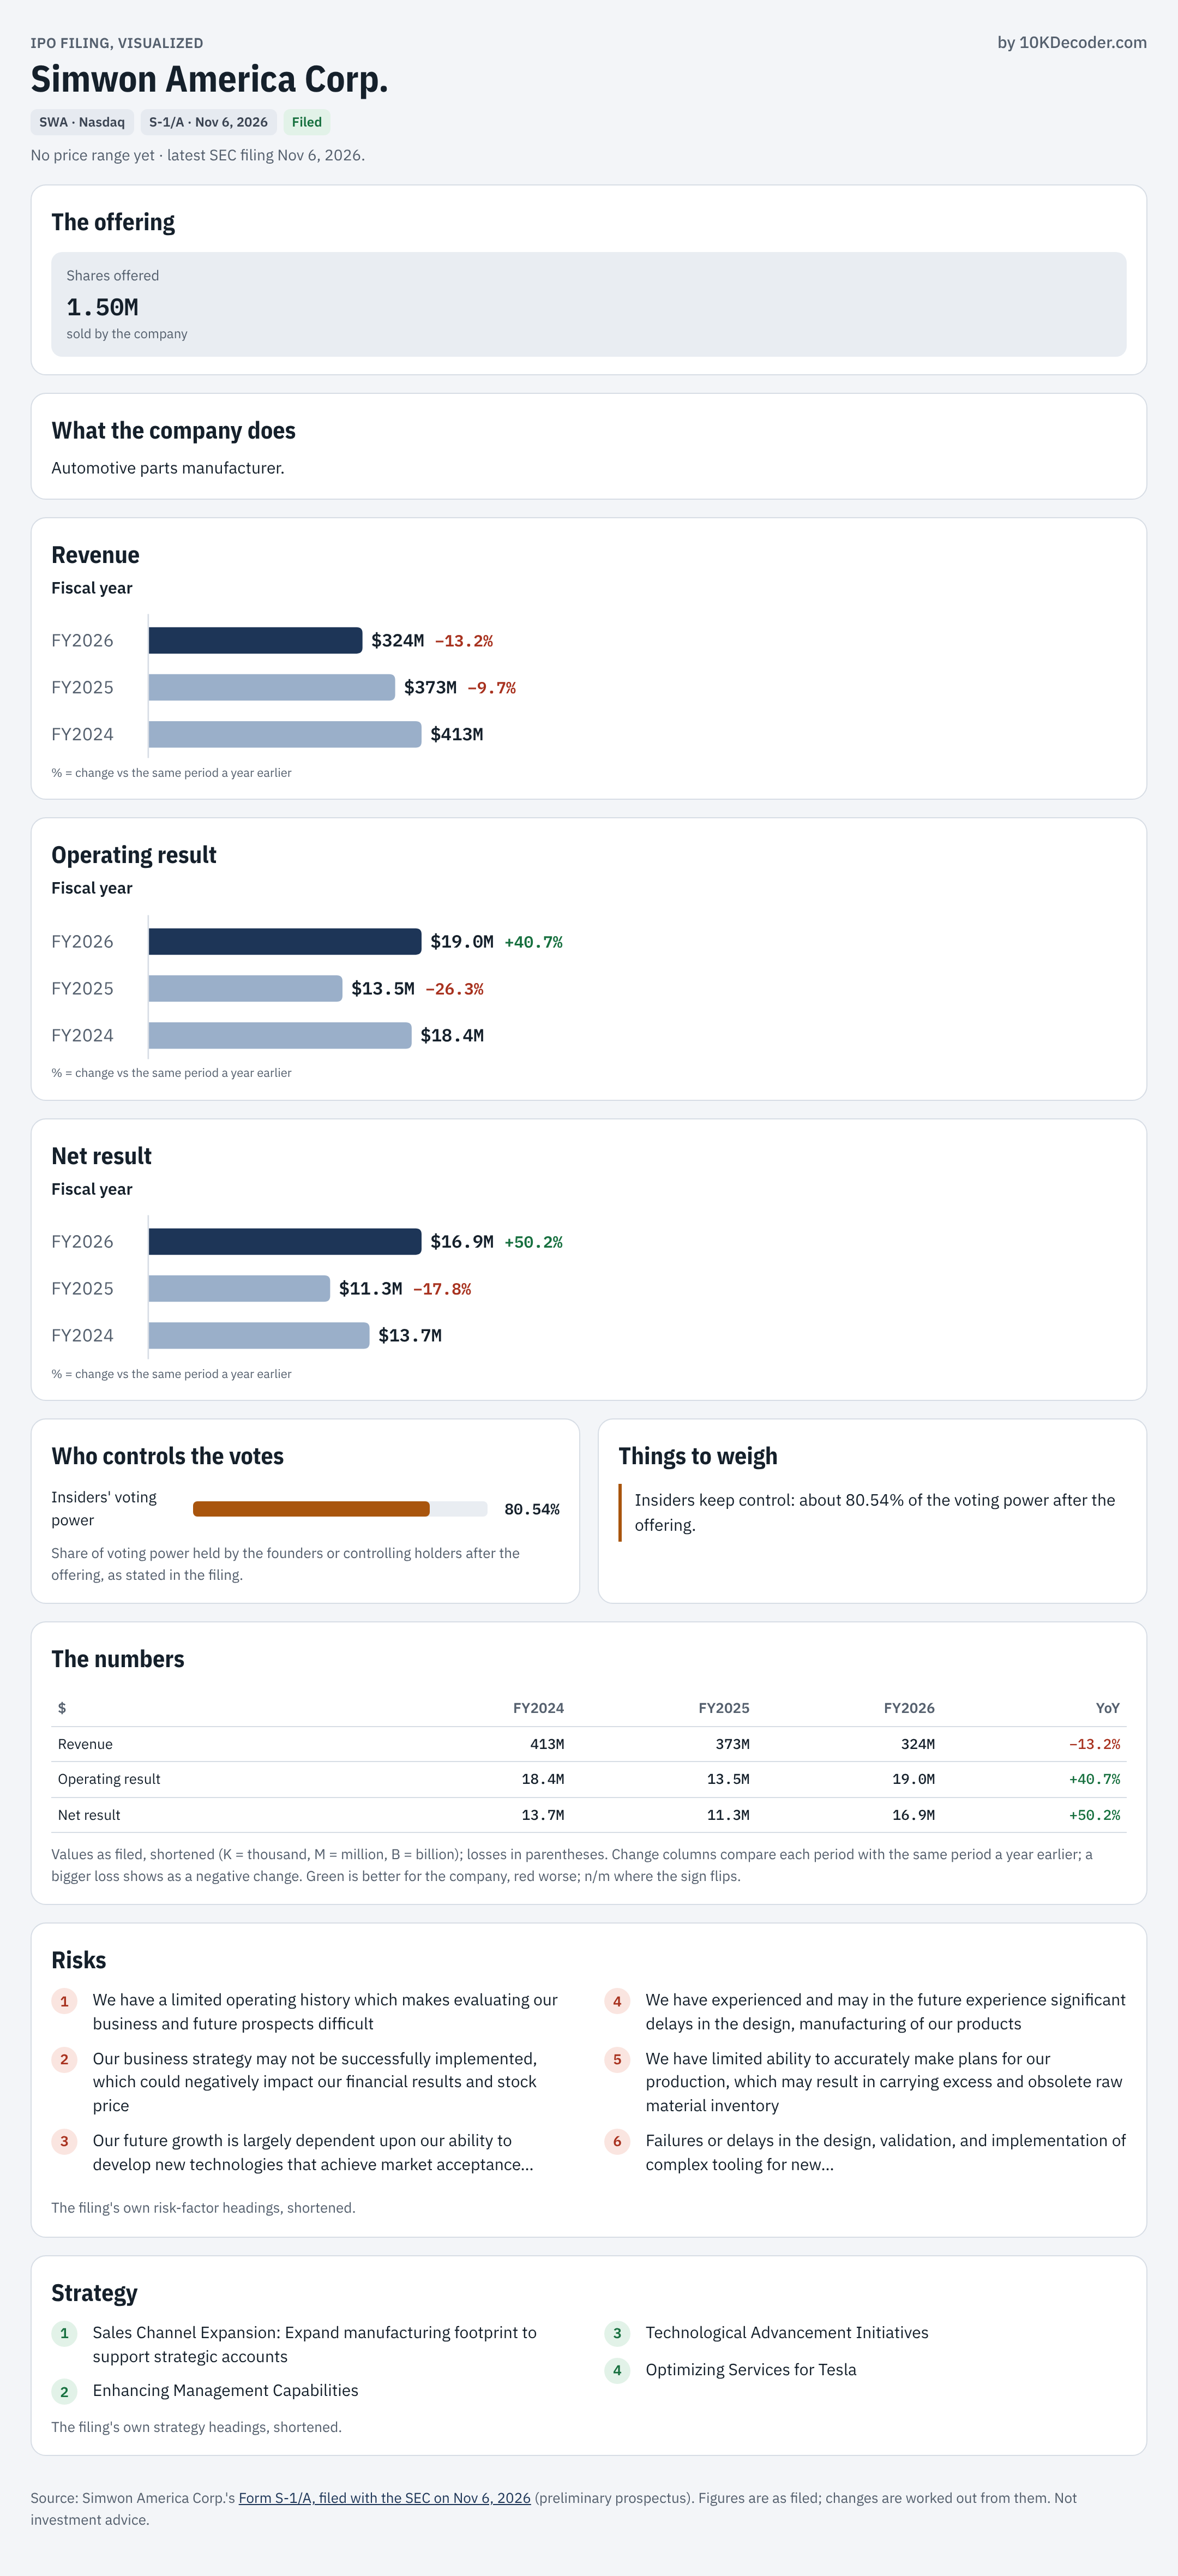 IPO FILING, VISUALIZED
by 10KDecoder.com
Simwon America Corp.
SWA · Nasdaq
S-1/A · Nov 6, 2026
Filed
No price range yet · latest SEC filing Nov 6, 2026.
The offering
Shares offered
1.50M
sold by the company
What the company does
Automotive parts manufacturer.
Revenue
Fiscal year
FY2026 $324M −13.2%
FY2025 $373M −9.7%
FY2024 $413M
% = change vs the same period a year earlier
Operating result
Fiscal year
FY2026 $19.0M +40.7%
FY2025 $13.5M −26.3%
FY2024 $18.4M
% = change vs the same period a year earlier
Net result
Fiscal year
FY2026 $16.9M +50.2%
FY2025 $11.3M −17.8%
FY2024 $13.7M
% = change vs the same period a year earlier
Who controls the votes
Insiders' voting
power
80.54%
Share of voting power held by the founders or controlling holders after the
offering, as stated in the filing.
Things to weigh
Insiders keep control: about 80.54% of the voting power after the
offering.
The numbers
$ FY2024 FY2025 FY2026 YoY
Revenue 413M 373M 324M −13.2%
Operating result 18.4M 13.5M 19.0M +40.7%
Net result 13.7M 11.3M 16.9M +50.2%
Values as filed, shortened (K = thousand, M = million, B = billion); losses in parentheses. Change columns compare each period with the same period a year earlier; a
bigger loss shows as a negative change. Green is better for the company, red worse; n/m where the sign flips.
Risks
1 We have a limited operating history which makes evaluating our
business and future prospects difficult
2 Our business strategy may not be successfully implemented,
which could negatively impact our financial results and stock
price
3 Our future growth is largely dependent upon our ability to
develop new technologies that achieve market acceptance...
4 We have experienced and may in the future experience significant
delays in the design, manufacturing of our products
5 We have limited ability to accurately make plans for our
production, which may result in carrying excess and obsolete raw
material inventory
6 Failures or delays in the design, validation, and implementation of
complex tooling for new...
The filing's own risk-factor headings, shortened.
Strategy
1 Sales Channel Expansion: Expand manufacturing footprint to
support strategic accounts
2 Enhancing Management Capabilities
3 Technological Advancement Initiatives
4 Optimizing Services for Tesla
The filing's own strategy headings, shortened.
Source: Simwon America Corp.'s Form S-1/A, filed with the SEC on Nov 6, 2026 (preliminary prospectus). Figures are as filed; changes are worked out from them. Not
investment advice.